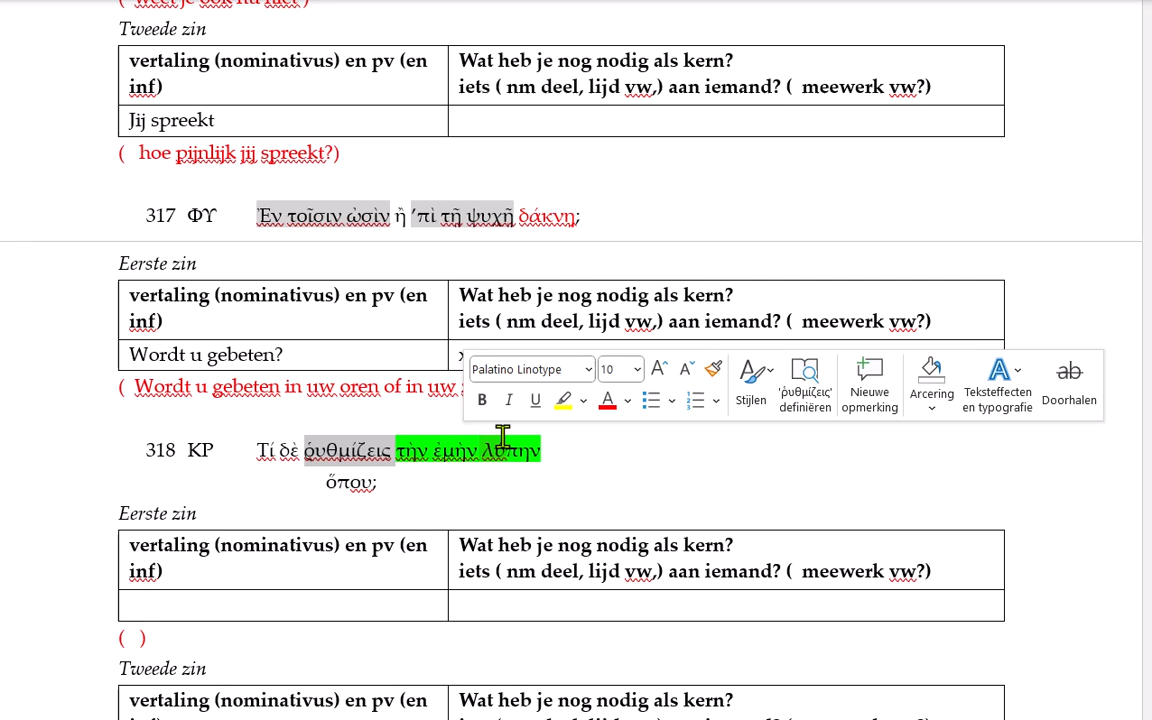 ( weet je ook nu niet )
Tweede zin
vertaling (nominativus) en pv (en inf)
Wat heb je nog nodig als kern?
iets ( nm deel, lijd vw,) aan iemand? ( meewerk vw?)
Jij spreekt
( hoe pijnlijk jij spreekt?)
317 ΦΥ Ἐν τοῖσιν ὠσὶν ἢ ’πὶ τῇ ψυχῇ δάκνῃ;
Eerste zin
vertaling (nominativus) en pv (en inf)
Wat heb je nog nodig als kern?
iets ( nm deel, lijd vw,) aan iemand? ( meewerk vw?)
Wordt u gebeten?
( Wordt u gebeten in uw oren of in uw
Palatino Linotype 10
B I U A
Stijlen
'ῥυθμίζεις' definiëren
Nieuwe opmerking
Arcering
Teksteffecten en typografie
ab Doorhalen
318 ΚΡ Τί δὲ ῥυθμίζεις τὴν ἐμὴν λύπην
ὅπου;
Eerste zin
vertaling (nominativus) en pv (en inf)
Wat heb je nog nodig als kern?
iets ( nm deel, lijd vw,) aan iemand? ( meewerk vw?)
( )
Tweede zin
vertaling (nominativus) en pv (en
Wat heb je nog nodig als kern?